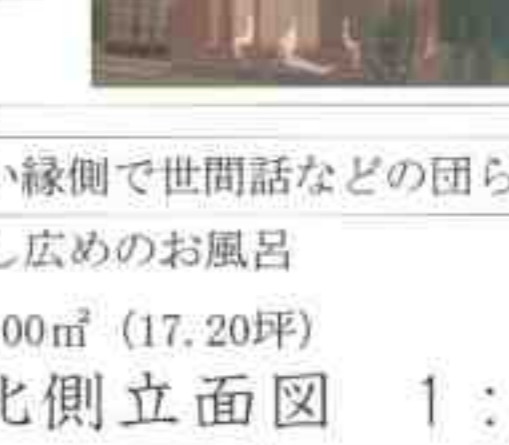 い縁側で世間話などの団ら
し広めのお風呂
00㎡（17.20坪）
北側立面図　1：